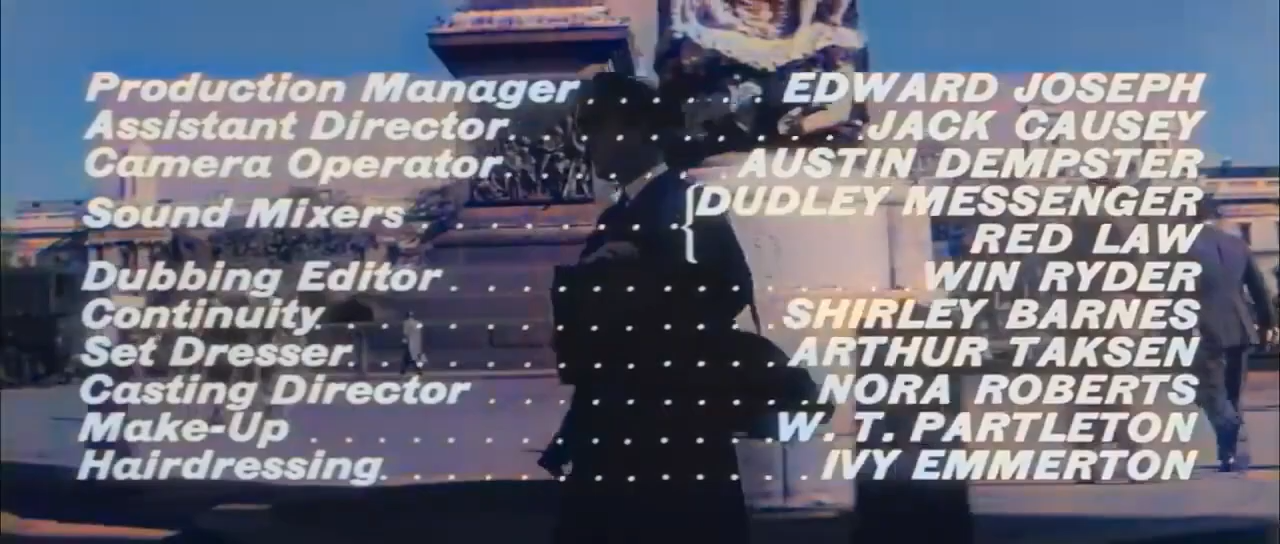 Production Manager . . . . . . EDWARD JOSEPH
Assistant Director . . . . . . . . . . JACK CAUSEY
Camera Operator . . . . . . . AUSTIN DEMPSTER
Sound Mixers . . . . . . . . { DUDLEY MESSENGER
RED LAW
Dubbing Editor . . . . . . . . . . . . WIN RYDER
Continuity . . . . . . . . . . . . . SHIRLEY BARNES
Set Dresser . . . . . . . . . . . . ARTHUR TAKSEN
Casting Director . . . . . . . . . . NORA ROBERTS
Make-Up . . . . . . . . . . . . . . W. T. PARTLETON
Hairdressing . . . . . . . . . . . . . IVY EMMERTON